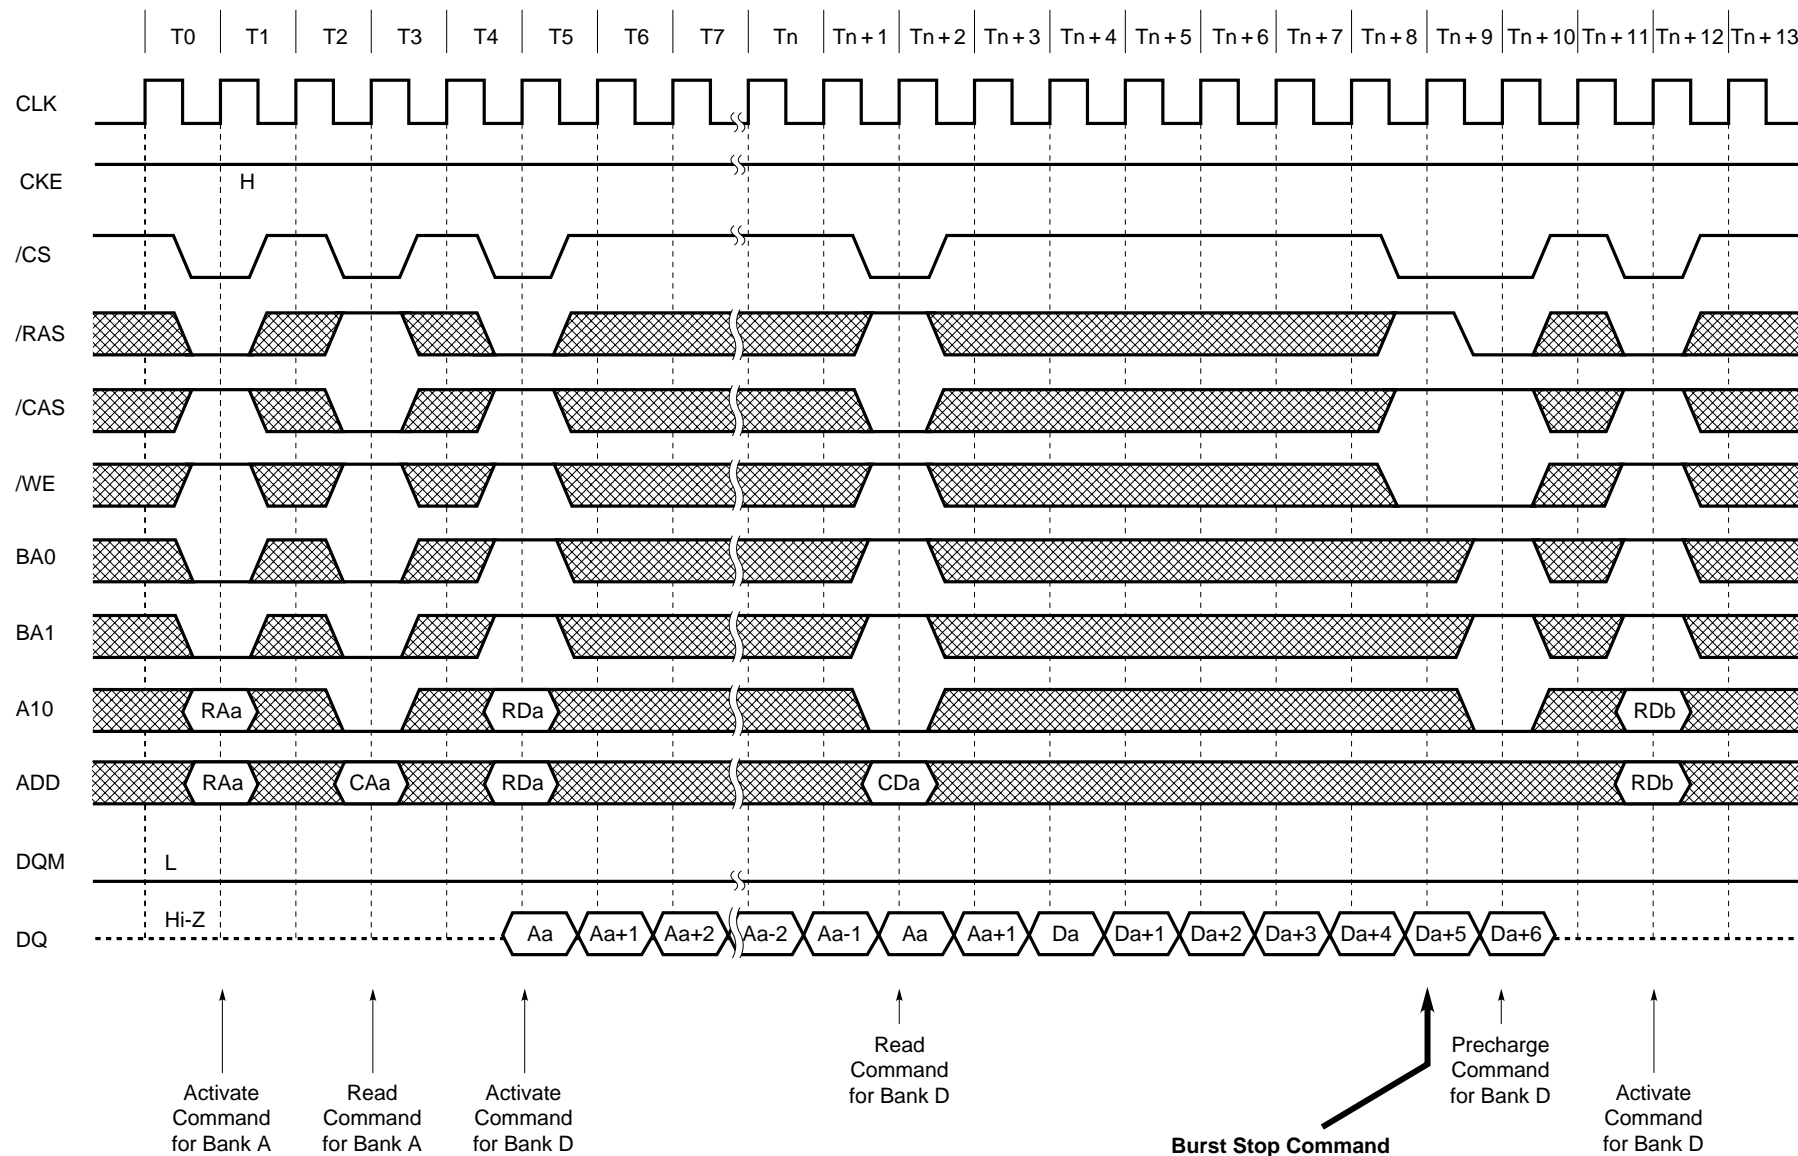 T0 T1 T2 T3 T4 T5 T6 T7 Tn Tn + 1 Tn + 2 Tn + 3 Tn + 4 Tn + 5 Tn + 6 Tn + 7 Tn + 8 Tn + 9 Tn + 10 Tn + 11 Tn + 12 Tn + 13
CLK
CKE H
/CS
/RAS
/CAS
/WE
BA0
BA1
A10 RAa RDa RDb
ADD RAa CAa RDa CDa RDb
DQM L
Hi-Z
DQ Aa Aa+1 Aa+2 Aa-2 Aa-1 Aa Aa+1 Da Da+1 Da+2 Da+3 Da+4 Da+5 Da+6
Activate
Command
for Bank A
Read
Command
for Bank A
Activate
Command
for Bank D
Read
Command
for Bank D
Burst Stop Command
Precharge
Command
for Bank D
Activate
Command
for Bank D